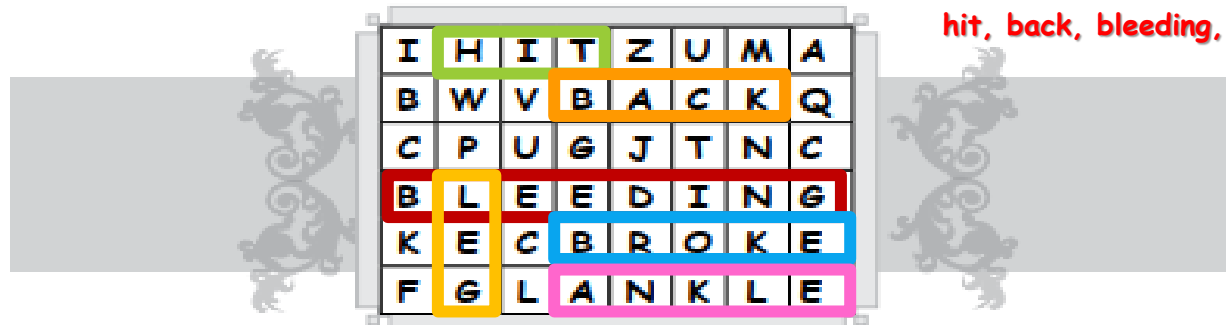 hit, back, bleeding,
I H I T Z U M A
B W V B A C K Q
C P U G J T N C
B L E E D I N G
K E C B R O K E
F G L A N K L E